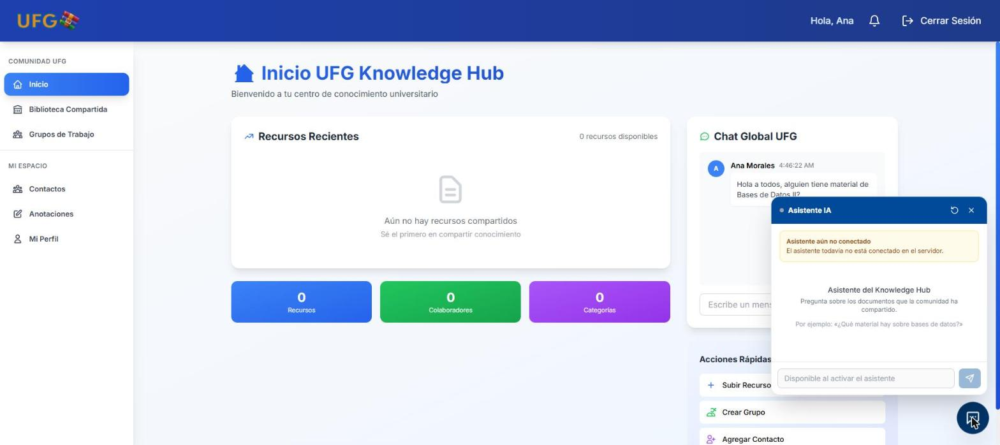 UFG
Hola, Ana
Cerrar Sesión
COMUNIDAD UFG
Inicio
Biblioteca Compartida
Grupos de Trabajo
MI ESPACIO
Contactos
Anotaciones
Mi Perfil
Inicio UFG Knowledge Hub
Bienvenido a tu centro de conocimiento universitario
Recursos Recientes
0 recursos disponibles
Aún no hay recursos compartidos
Sé el primero en compartir conocimiento
0
Recursos
0
Colaboradores
0
Categorías
Chat Global UFG
A
Ana Morales 4:46:22 AM
Hola a todos, alguien tiene material de
Bases de Datos II?
Escribe un mens
Acciones Rápidas
Subir Recurso
Crear Grupo
Agregar Contacto
Asistente IA
Asistente aún no conectado
El asistente todavía no está conectado en el servidor.
Asistente del Knowledge Hub
Pregunta sobre los documentos que la comunidad ha
compartido.
Por ejemplo: «¿Qué material hay sobre bases de datos?»
Disponible al activar el asistente